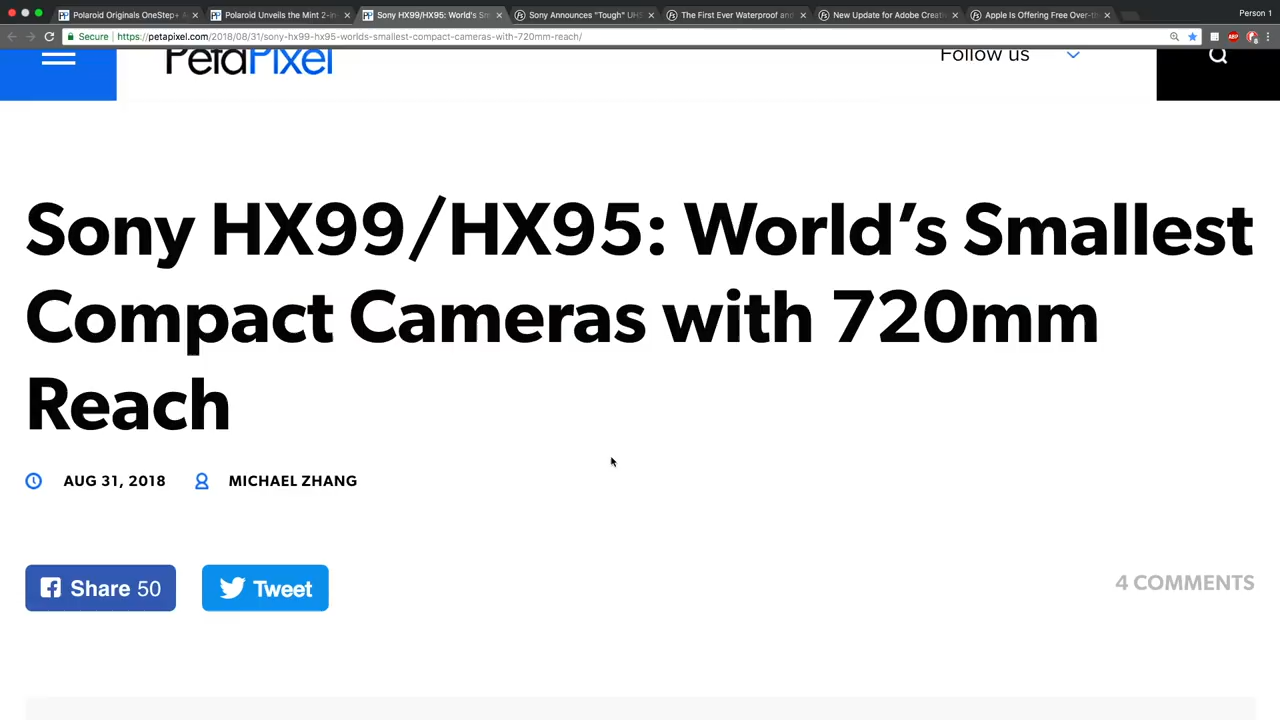 Polaroid Originals OneStep+ A
Polaroid Unveils the Mint 2-in
Sony HX99/HX95: World's Sm
Sony Announces "Tough" UHS
The First Ever Waterproof and
New Update for Adobe Creativ
Apple Is Offering Free Over-th
Person 1
Secure
https://petapixel.com/2018/08/31/sony-hx99-hx95-worlds-smallest-compact-cameras-with-720mm-reach/
PetaPixel
Follow us
Sony HX99/HX95: World’s Smallest
Compact Cameras with 720mm
Reach
AUG 31, 2018
MICHAEL ZHANG
Share 50
Tweet
4 COMMENTS